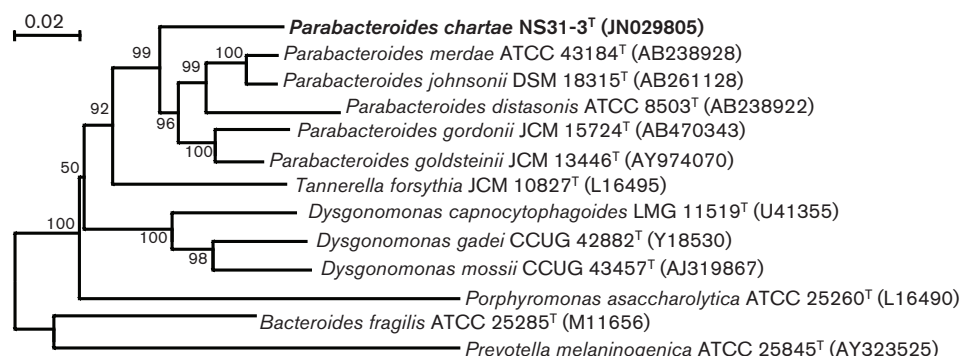 0.02
Parabacteroides chartae NS31-3ᵀ (JN029805)
99
Parabacteroides merdae ATCC 43184ᵀ (AB238928)
100
99
Parabacteroides johnsonii DSM 18315ᵀ (AB261128)
92
Parabacteroides distasonis ATCC 8503ᵀ (AB238922)
96
Parabacteroides gordonii JCM 15724ᵀ (AB470343)
100
Parabacteroides goldsteinii JCM 13446ᵀ (AY974070)
50
Tannerella forsythia JCM 10827ᵀ (L16495)
Dysgonomonas capnocytophagoides LMG 11519ᵀ (U41355)
100
100
Dysgonomonas gadei CCUG 42882ᵀ (Y18530)
98
Dysgonomonas mossii CCUG 43457ᵀ (AJ319867)
Porphyromonas asaccharolytica ATCC 25260ᵀ (L16490)
Bacteroides fragilis ATCC 25285ᵀ (M11656)
Prevotella melaninogenica ATCC 25845ᵀ (AY323525)